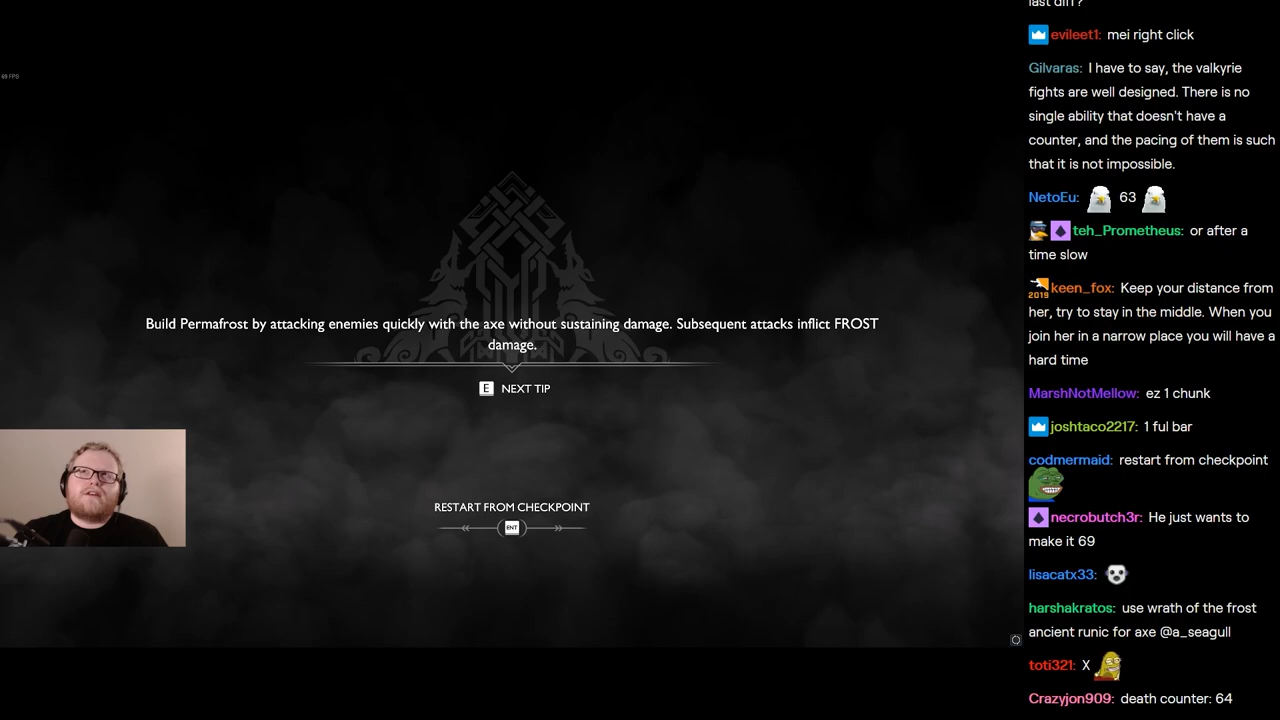 69 FPS
Build Permafrost by attacking enemies quickly with the axe without sustaining damage. Subsequent attacks inflict FROST
damage.
E NEXT TIP
RESTART FROM CHECKPOINT
ENT
last diff?
evileet1: mei right click
Gilvaras: I have to say, the valkyrie
fights are well designed. There is no
single ability that doesn't have a
counter, and the pacing of them is such
that it is not impossible.
NetoEu: 63
teh_Prometheus: or after a
time slow
2019 keen_fox: Keep your distance from
her, try to stay in the middle. When you
join her in a narrow place you will have a
hard time
MarshNotMellow: ez 1 chunk
joshtaco2217: 1 ful bar
codmermaid: restart from checkpoint
necrobutch3r: He just wants to
make it 69
lisacatx33:
harshakratos: use wrath of the frost
ancient runic for axe @a_seagull
toti321: X
Crazyjon909: death counter: 64